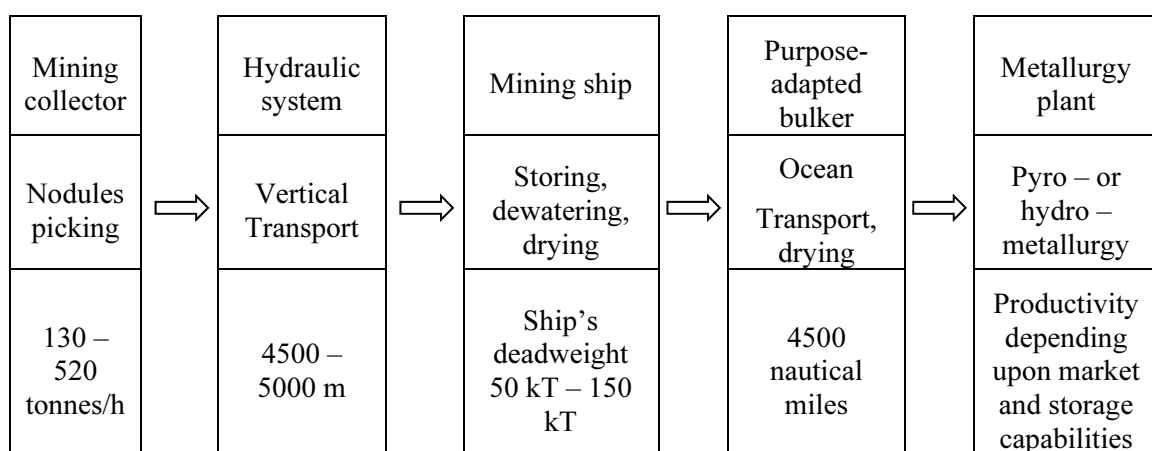 Mining
collector
Nodules
picking
130 –
520
tonnes/h
Hydraulic
system
Vertical
Transport
4500 –
5000 m
Mining ship
Storing,
dewatering,
drying
Ship's
deadweight
50 kT – 150
kT
Purpose-
adapted
bulker
Ocean
Transport,
drying
4500
nautical
miles
Metallurgy
plant
Pyro – or
hydro –
metallurgy
Productivity
depending
upon market
and storage
capabilities